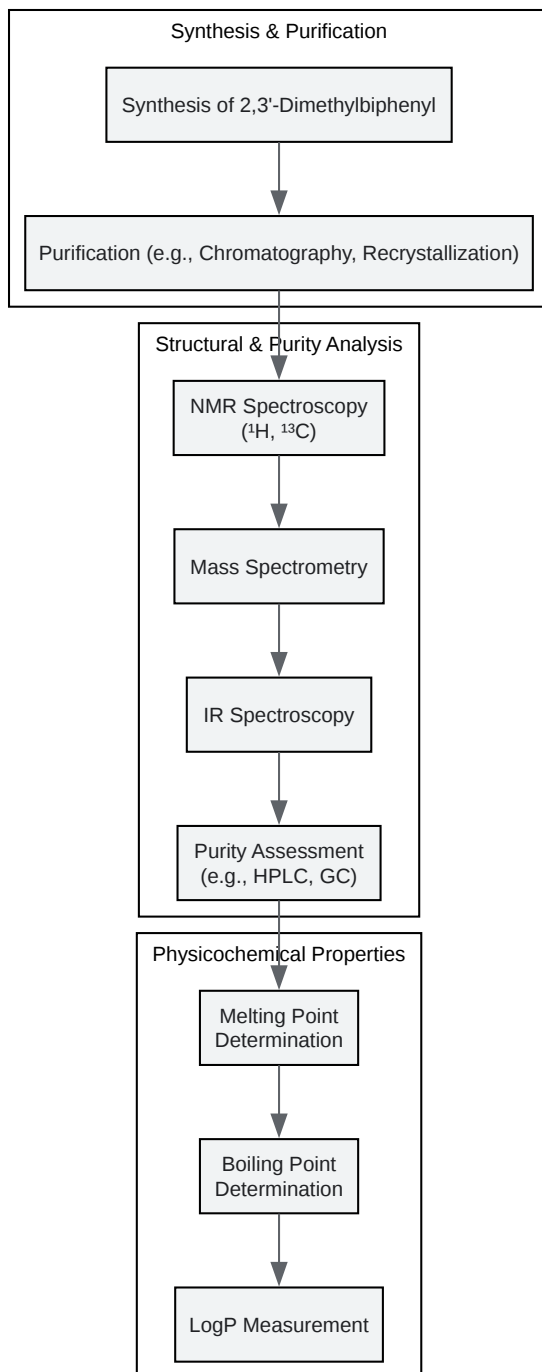 Synthesis & Purification
Synthesis of 2,3'-Dimethylbiphenyl
Purification (e.g., Chromatography, Recrystallization)
Structural & Purity Analysis
NMR Spectroscopy
(¹H, ¹³C)
Mass Spectrometry
IR Spectroscopy
Purity Assessment
(e.g., HPLC, GC)
Physicochemical Properties
Melting Point
Determination
Boiling Point
Determination
LogP Measurement